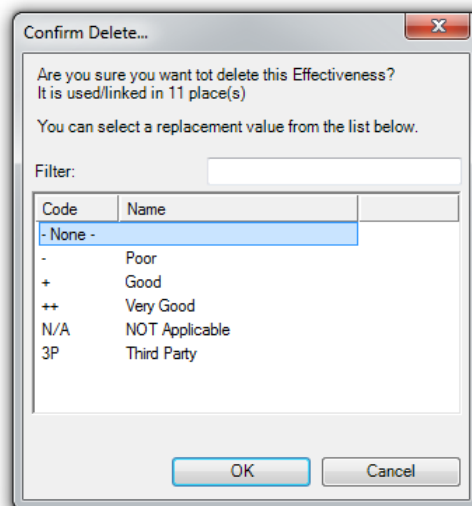 Confirm Delete...
Are you sure you want tot delete this Effectiveness?
It is used/linked in 11 place(s)
You can select a replacement value from the list below.
Filter:
Code Name
- None -
- Poor
+ Good
++ Very Good
N/A NOT Applicable
3P Third Party
OK Cancel